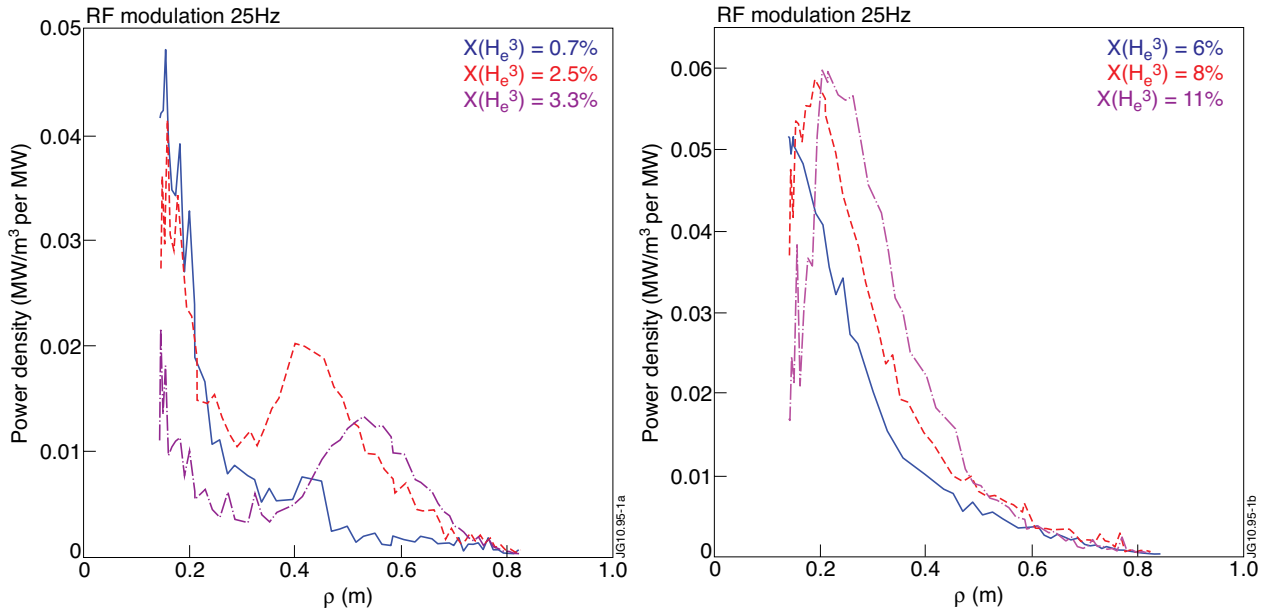 RF modulation 25Hz
X(He3) = 0.7%
X(He3) = 2.5%
X(He3) = 3.3%
0.05
0.04
0.03
0.02
0.01
0
0.2
0.4
0.6
0.8
1.0
Power density (MW/m3 per MW)
ρ (m)
JG10.95-1a
RF modulation 25Hz
X(He3) = 6%
X(He3) = 8%
X(He3) = 11%
0.06
0.05
0.04
0.03
0.02
0.01
0
0
0.2
0.4
0.6
0.8
1.0
Power density (MW/m3 per MW)
ρ (m)
JG10.95-1b